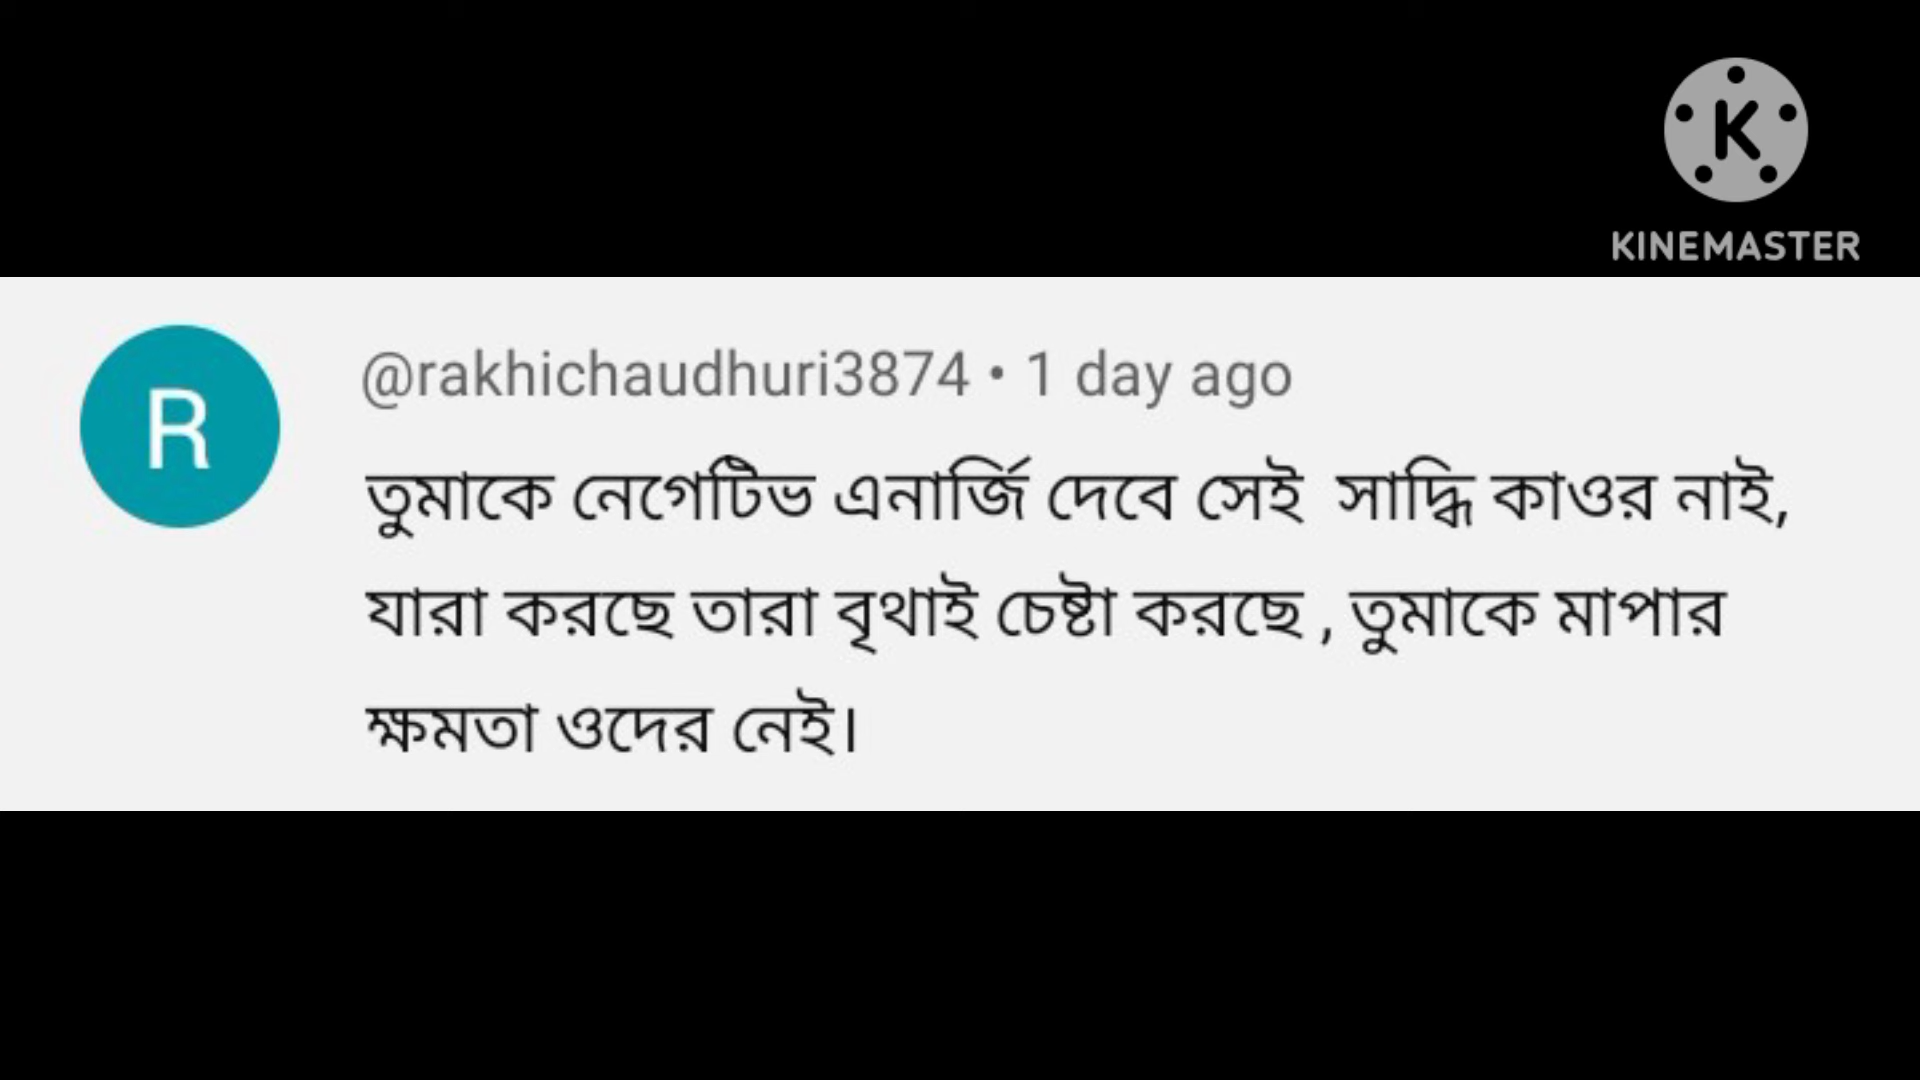 KINEMASTER
@rakhichaudhuri3874 • 1 day ago
তুমাকে নেগেটিভ এনার্জি দেবে সেই সাদ্ধি কাওর নাই,
যারা করছে তারা বৃথাই চেষ্টা করছে , তুমাকে মাপার
ক্ষমতা ওদের নেই।